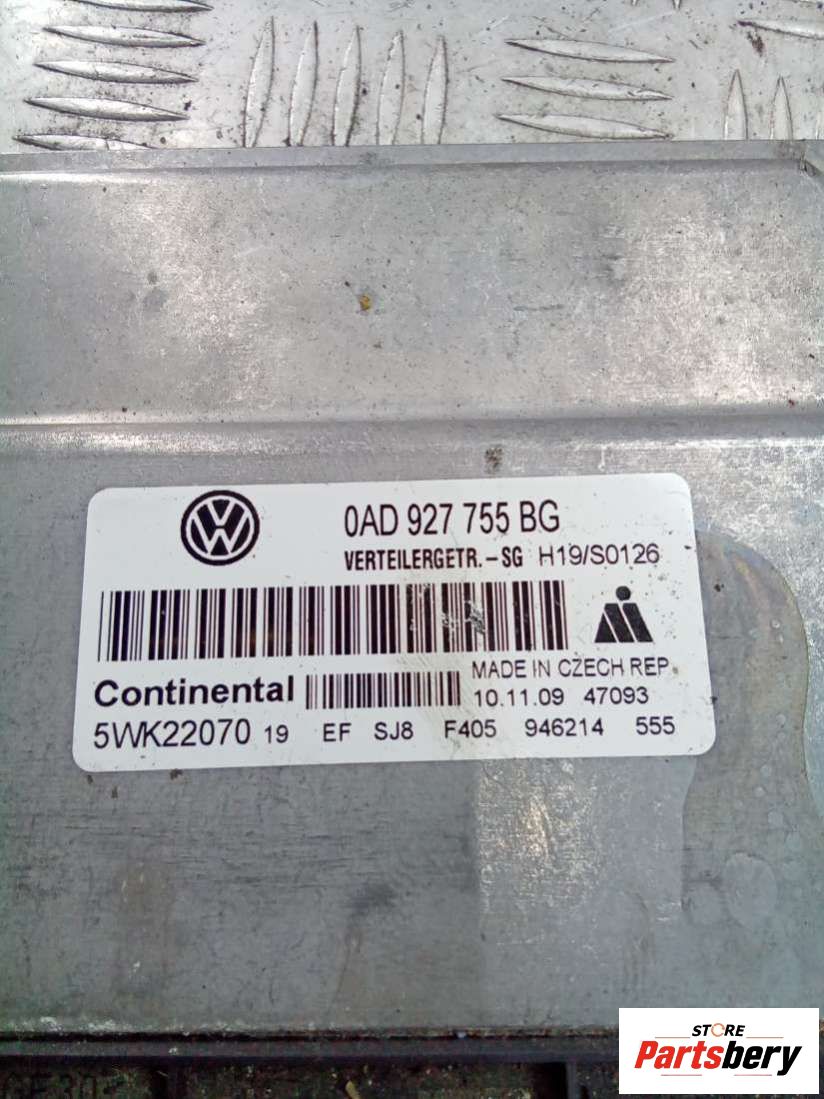 0AD 927 755 BG
VERTEILERGETR.-SG H19/S0126
MADE IN CZECH REP.
Continental 10.11.09 47093
5WK22070 19 EF SJ8 F405 946214 555
STORE
Partsbery